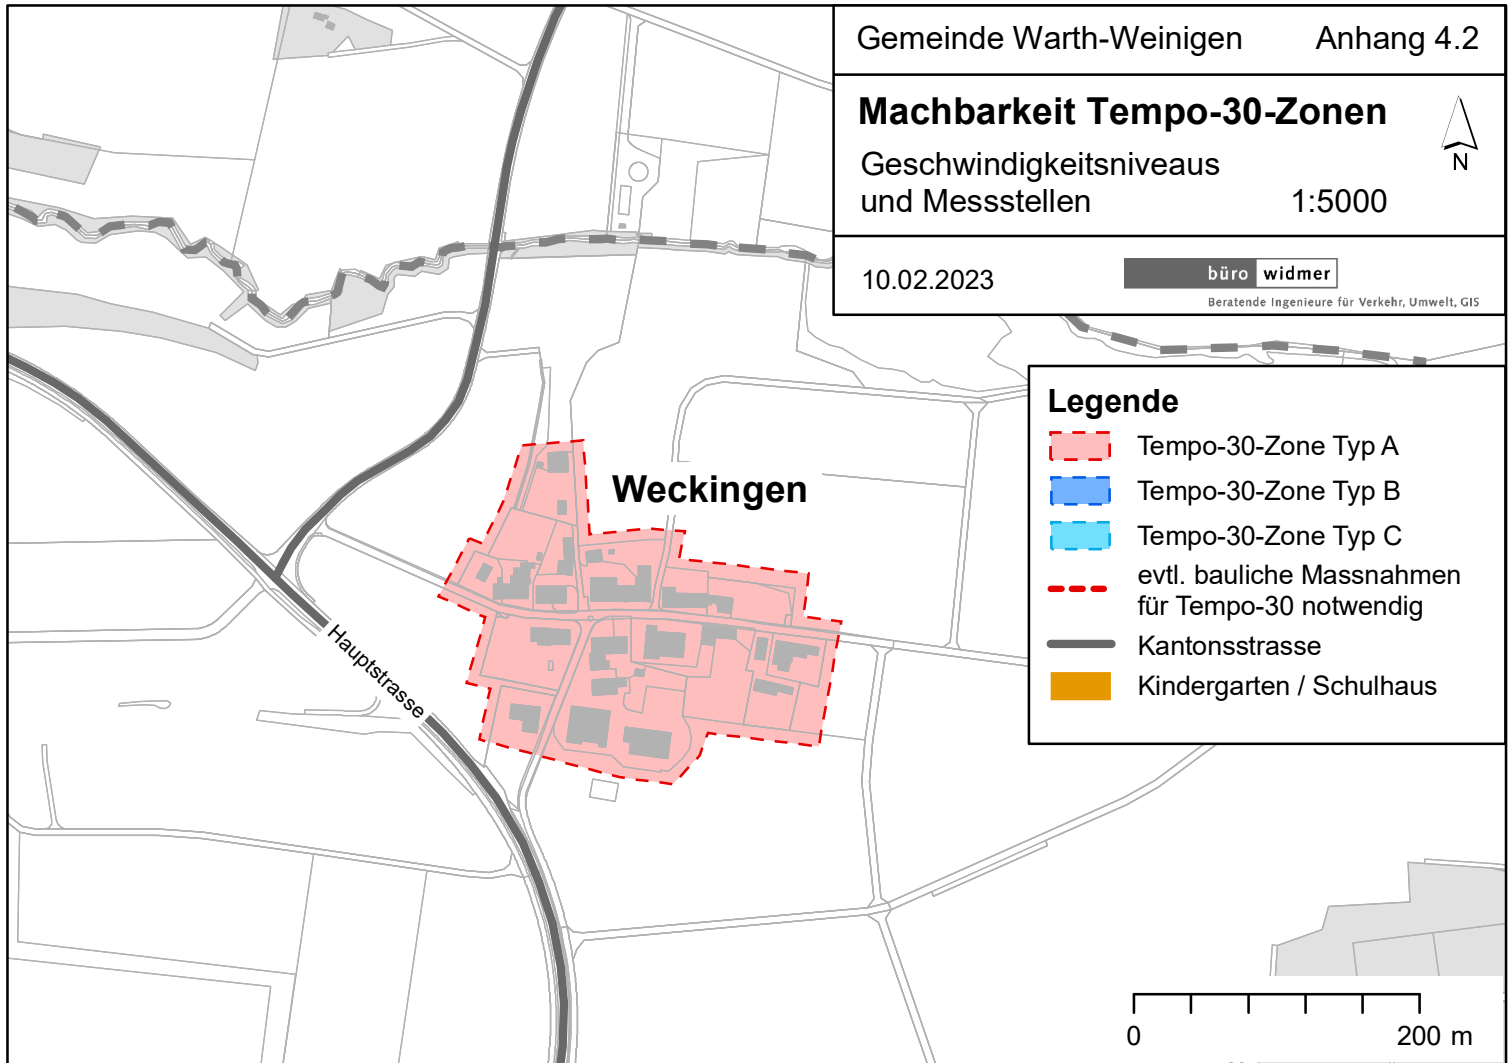 Gemeinde Warth-Weinigen Anhang 4.2
Machbarkeit Tempo-30-Zonen
Geschwindigkeitsniveaus
und Messstellen 1:5000
N
10.02.2023
büro widmer
Beratende Ingenieure für Verkehr, Umwelt, GIS
Legende
Tempo-30-Zone Typ A
Tempo-30-Zone Typ B
Tempo-30-Zone Typ C
evtl. bauliche Massnahmen
für Tempo-30 notwendig
Kantonsstrasse
Kindergarten / Schulhaus
Weckingen
Hauptstrasse
0 200 m